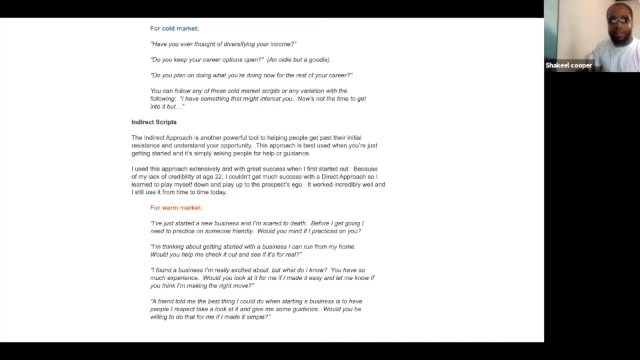 For cold market:
"Have you ever thought of diversifying your income?"
"Do you keep your career options open?"  (An oldie but a goodie)
"Do you plan on doing what you're doing now for the rest of your career?"
You can follow any of these cold market scripts or any variation with the
following:  "I have something that might interest you.  Now's not the time to get
into it but…"
Indirect Scripts
The Indirect Approach is another powerful tool to helping people get past their initial
resistance and understand your opportunity.  This approach is best used when you're just
getting started and it's simply asking people for help or guidance.
I used this approach extensively and with great success when I first started out.  Because
of my lack of credibility at age 22, I couldn't get much success with a Direct Approach so I
learned to play myself down and play up to the prospect's ego.  It worked incredibly well and
I still use it from time to time today.
For warm market:
"I've just started a new business and I'm scared to death.  Before I get going I
need to practice on someone friendly.  Would you mind if I practiced on you?
"I'm thinking about getting started with a business I can run from my home.
Would you help me check it out and see if it's for real?"
"I found a business I'm really excited about, but what do I know?  You have so
much experience.  Would you look at it for me if I made it easy and let me know if
you think I'm making the right move?"
"A friend told me the best thing I could do when starting a business is to have
people I respect take a look at it and give me some guidance.  Would you be
willing to do that for me if I made it simple?"
Shakeel cooper